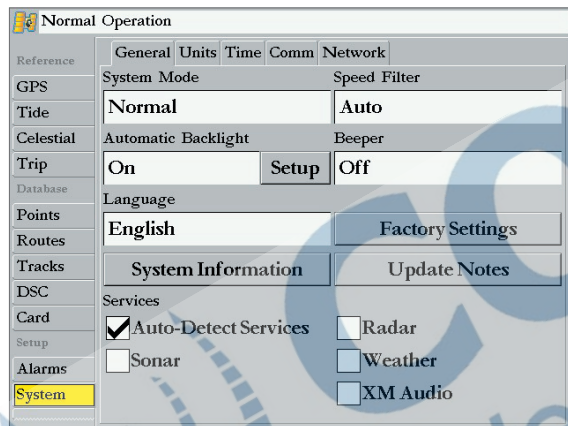 Normal Operation
Reference
GPS
Tide
Celestial
Trip
Database
Points
Routes
Tracks
DSC
Card
Setup
Alarms
System
General Units Time Comm Network
System Mode
Normal
Speed Filter
Auto
Automatic Backlight
On
Setup
Beeper
Off
Language
English
Factory Settings
System Information
Update Notes
Services
Auto-Detect Services
Radar
Sonar
Weather
XM Audio